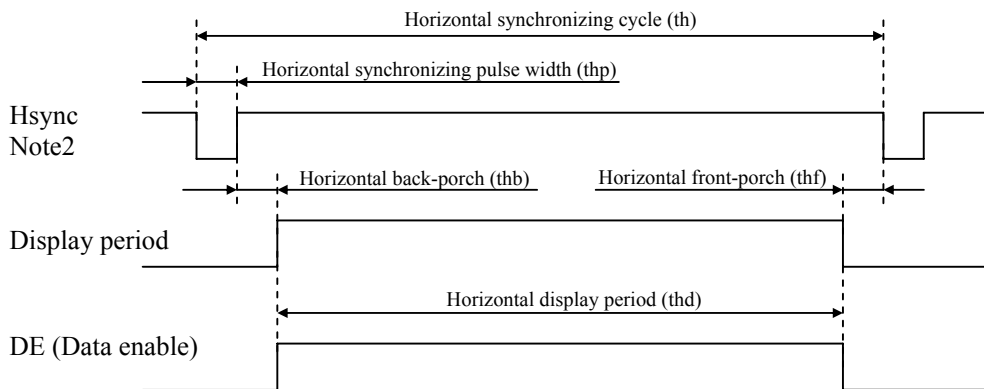 Horizontal synchronizing cycle (th)
Horizontal synchronizing pulse width (thp)
Hsync
Note2
Horizontal back-porch (thb)
Horizontal front-porch (thf)
Display period
Horizontal display period (thd)
DE (Data enable)